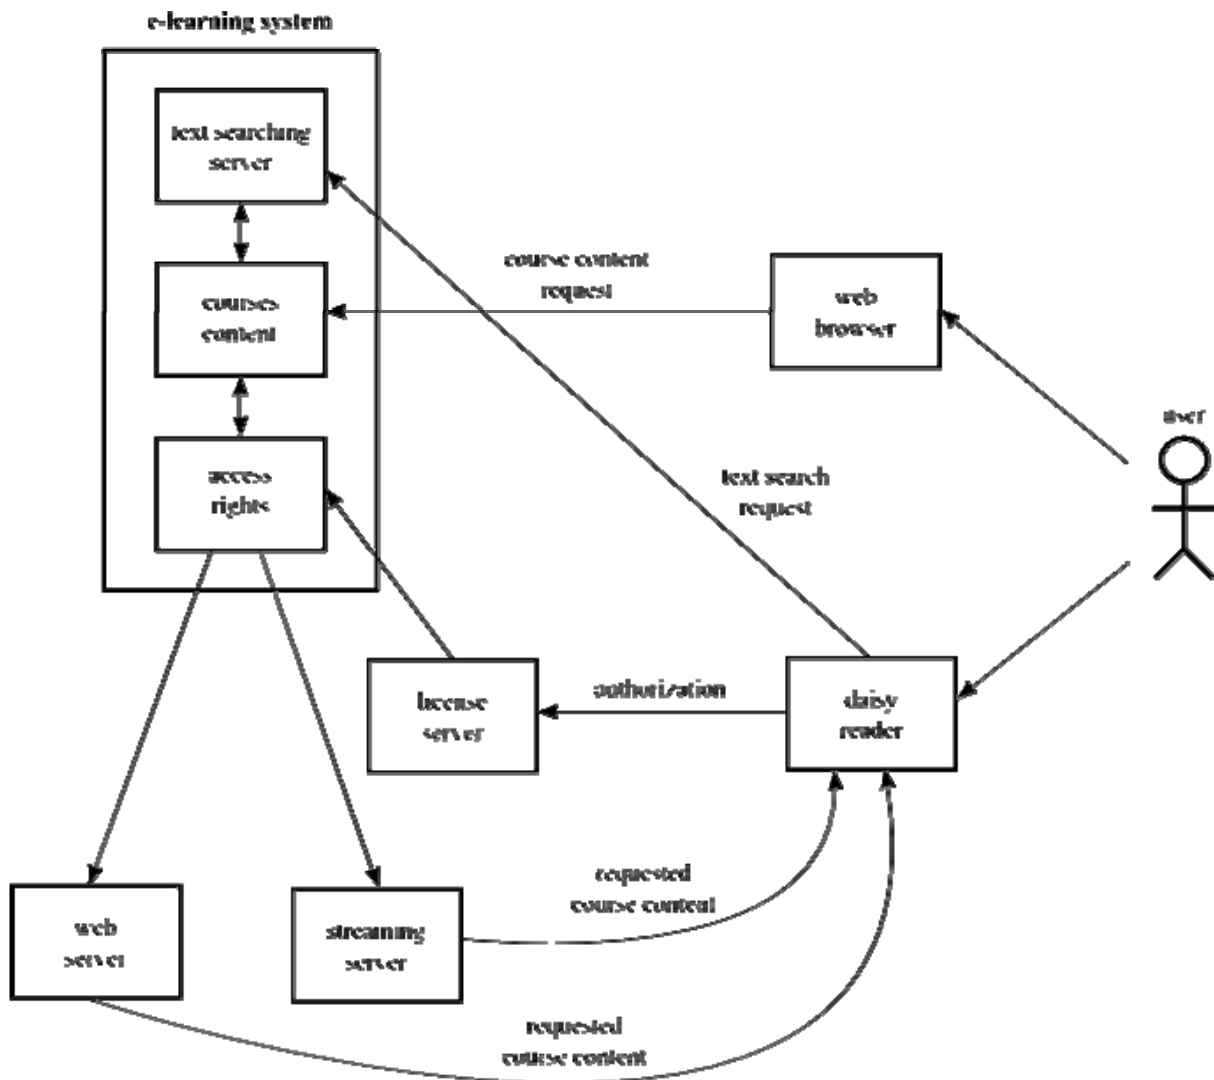 e-learning system
text searching
server
course content
request
courses
content
web
browser
user
access
rights
text search
request
authorization
license
server
daisy
reader
requested
course content
web
server
streaming
server
requested
course content